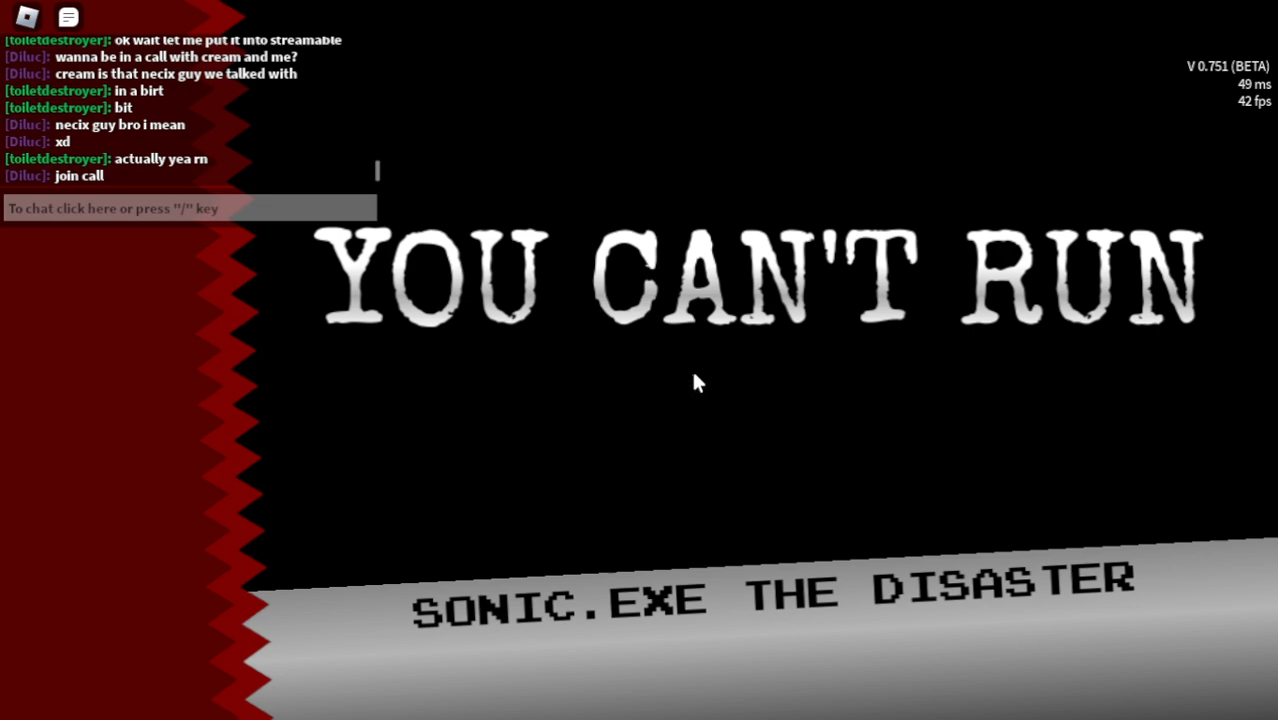 [toiletdestroyer]: ok wait let me put it into streamable
[Diluc]: wanna be in a call with cream and me?
[Diluc]: cream is that necix guy we talked with
[toiletdestroyer]: in a birt
[toiletdestroyer]: bit
[Diluc]: necix guy bro i mean
[Diluc]: xd
[toiletdestroyer]: actually yea rn
[Diluc]: join call
To chat click here or press "/" key
V 0.751 (BETA)
49 ms
42 fps
YOU CAN'T RUN
SONIC.EXE THE DISASTER